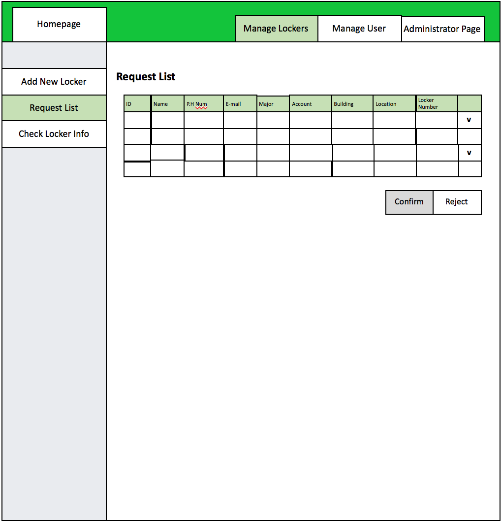 Homepage
Manage Lockers
Manage User
Administrator Page
Add New Locker
Request List
Check Locker Info
Request List
ID Name P.H Num E-mail Major Account Building Location Locker Number
v
v
Confirm Reject